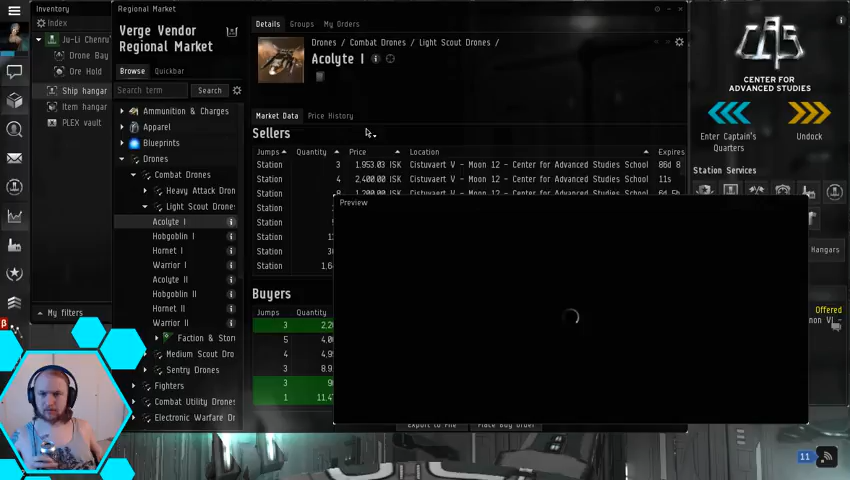 Inventory
Index
Ju-Li Chenru'
Drone Bay
Ore Hold
Ship hangar
Item hangar
PLEX vault
My filters
Regional Market
Verge Vendor
Regional Market
Browse
Quickbar
Search term
Search
Ammunition & Charges
Apparel
Blueprints
Drones
Combat Drones
Heavy Attack Dron
Light Scout Drones
Acolyte I
Hobgoblin I
Hornet I
Warrior I
Acolyte II
Hobgoblin II
Hornet II
Warrior II
Faction & Stor
Medium Scout Dro
Sentry Drones
Fighters
Combat Utility Drones
Electronic Warfare Dr
Details
Groups
My Orders
Drones / Combat Drones / Light Scout Drones /
Acolyte I
Market Data
Price History
Sellers
Jumps Quantity Price Location Expires
Station 3 1,953.03 ISK Cistuvaert V - Moon 12 - Center for Advanced Studies School 86d 8
Station 4 2,400.00 ISK Cistuvaert V - Moon 12 - Center for Advanced Studies School 11s
Station
Station
Station
Station
Station
Buyers
Jumps Quantity
3
5
4
3
3
1
Preview
Export to File
Place Buy Order
CENTER FOR
ADVANCED STUDIES
Enter Captain's
Quarters
Undock
Station Services
Hangars
Offered
11